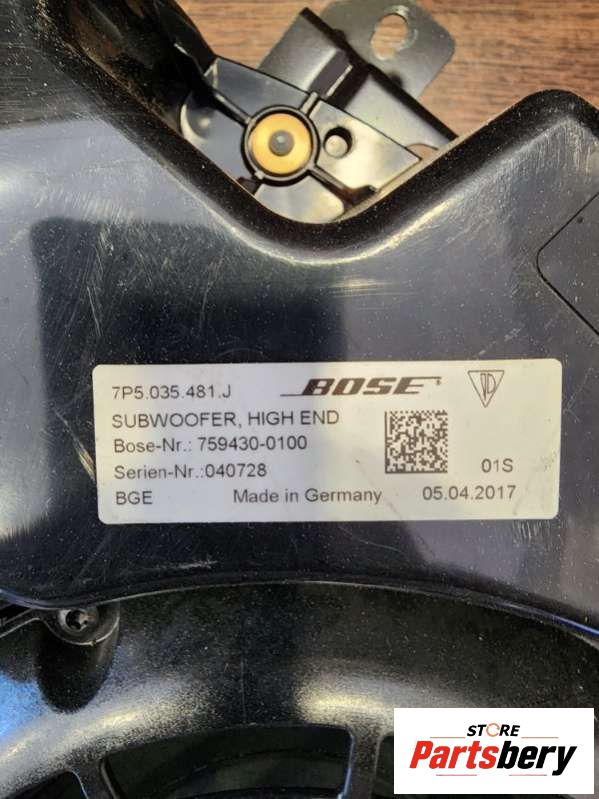 7P5.035.481.J BOSE®
SUBWOOFER, HIGH END
Bose-Nr.: 759430-0100
Serien-Nr.:040728 01S
BGE Made in Germany 05.04.2017
STORE
Partsbery